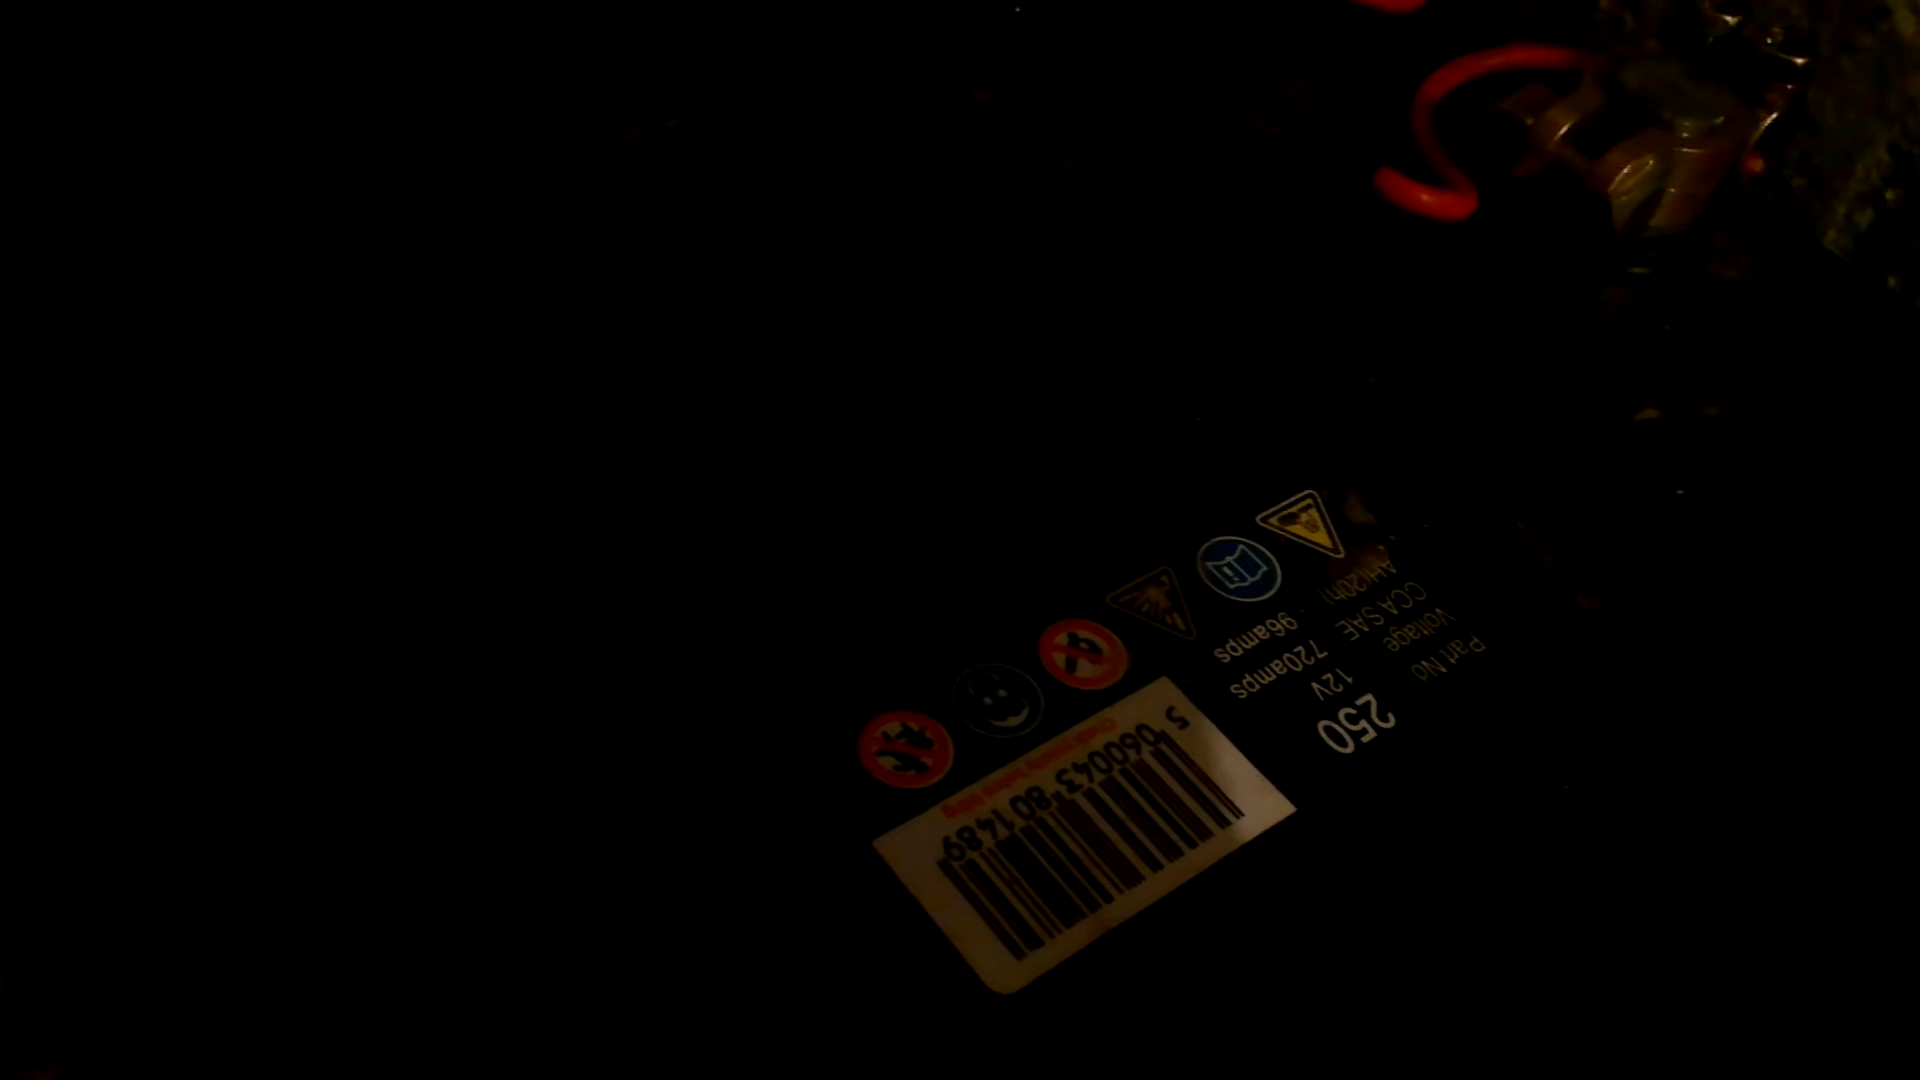 Part No 250
Voltage 12V
CCA SAE 720amps
AH(20h) 96amps
5 060043 801489